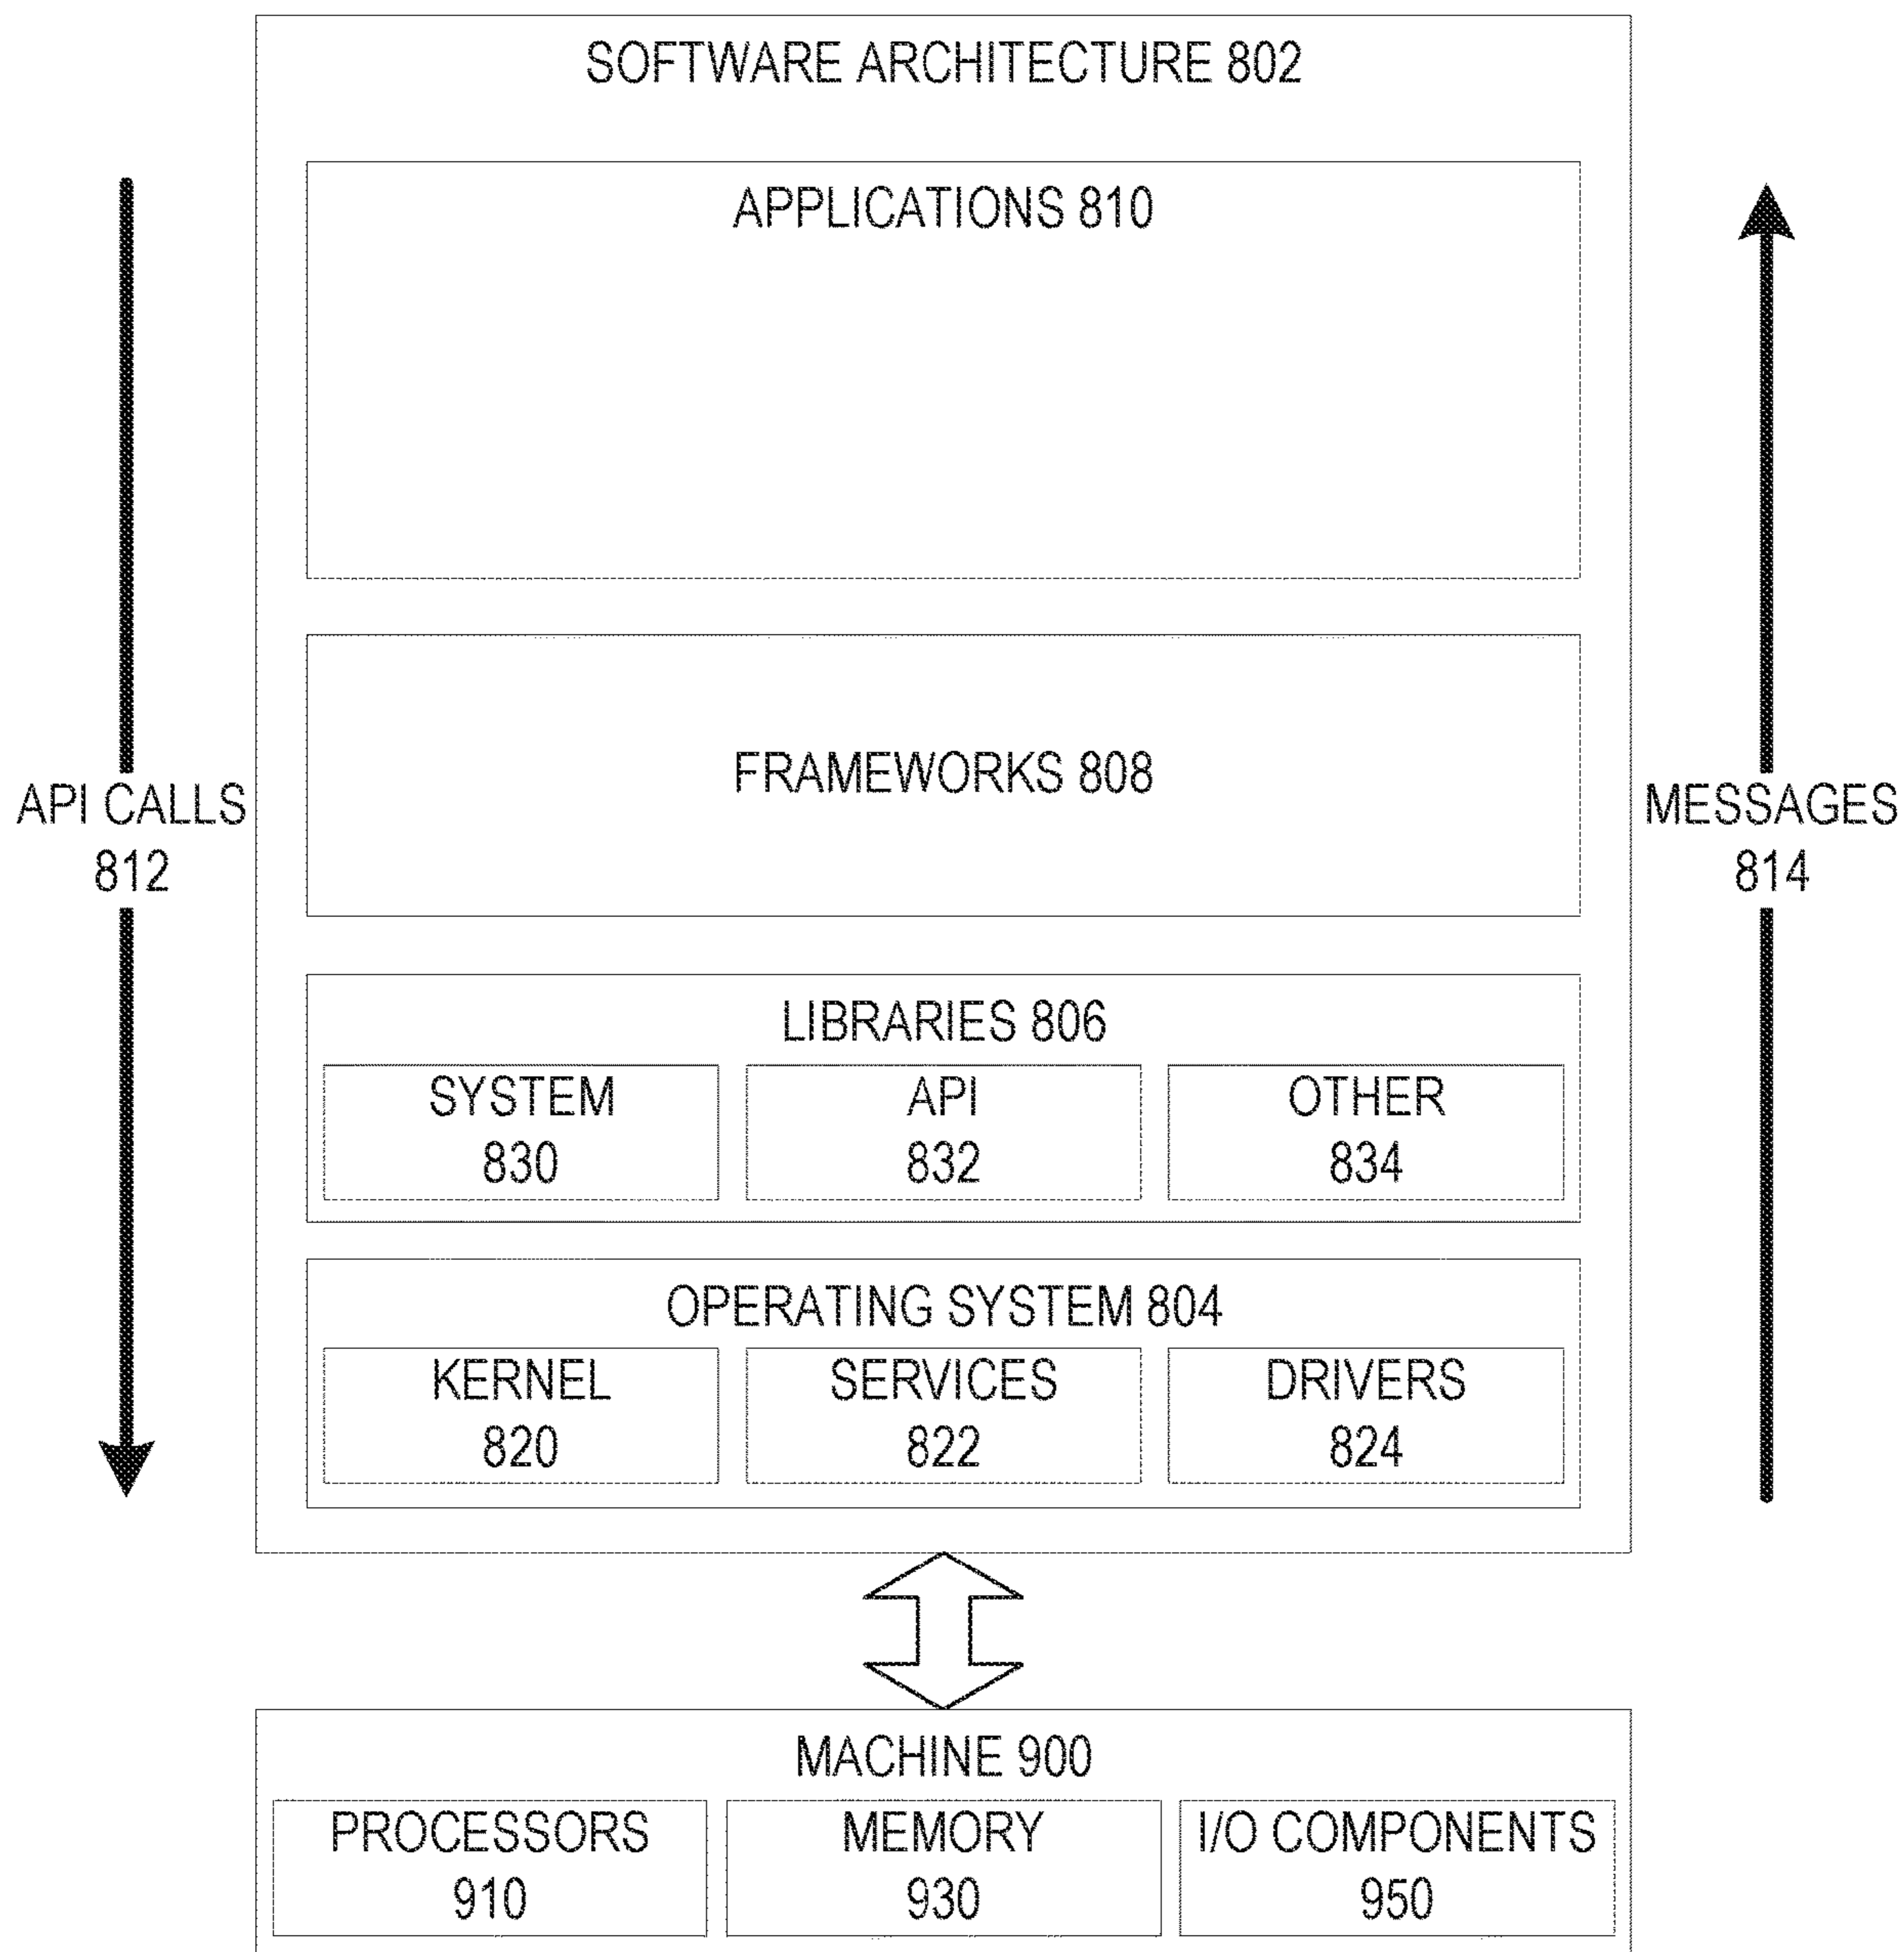 SOFTWARE ARCHITECTURE 802
APPLICATIONS 810
FRAMEWORKS 808
API CALLS
812
MESSAGES
814
LIBRARIES 806
SYSTEM
830
API
832
OTHER
834
OPERATING SYSTEM 804
KERNEL
820
SERVICES
822
DRIVERS
824
MACHINE 900
PROCESSORS
910
MEMORY
930
I/O COMPONENTS
950